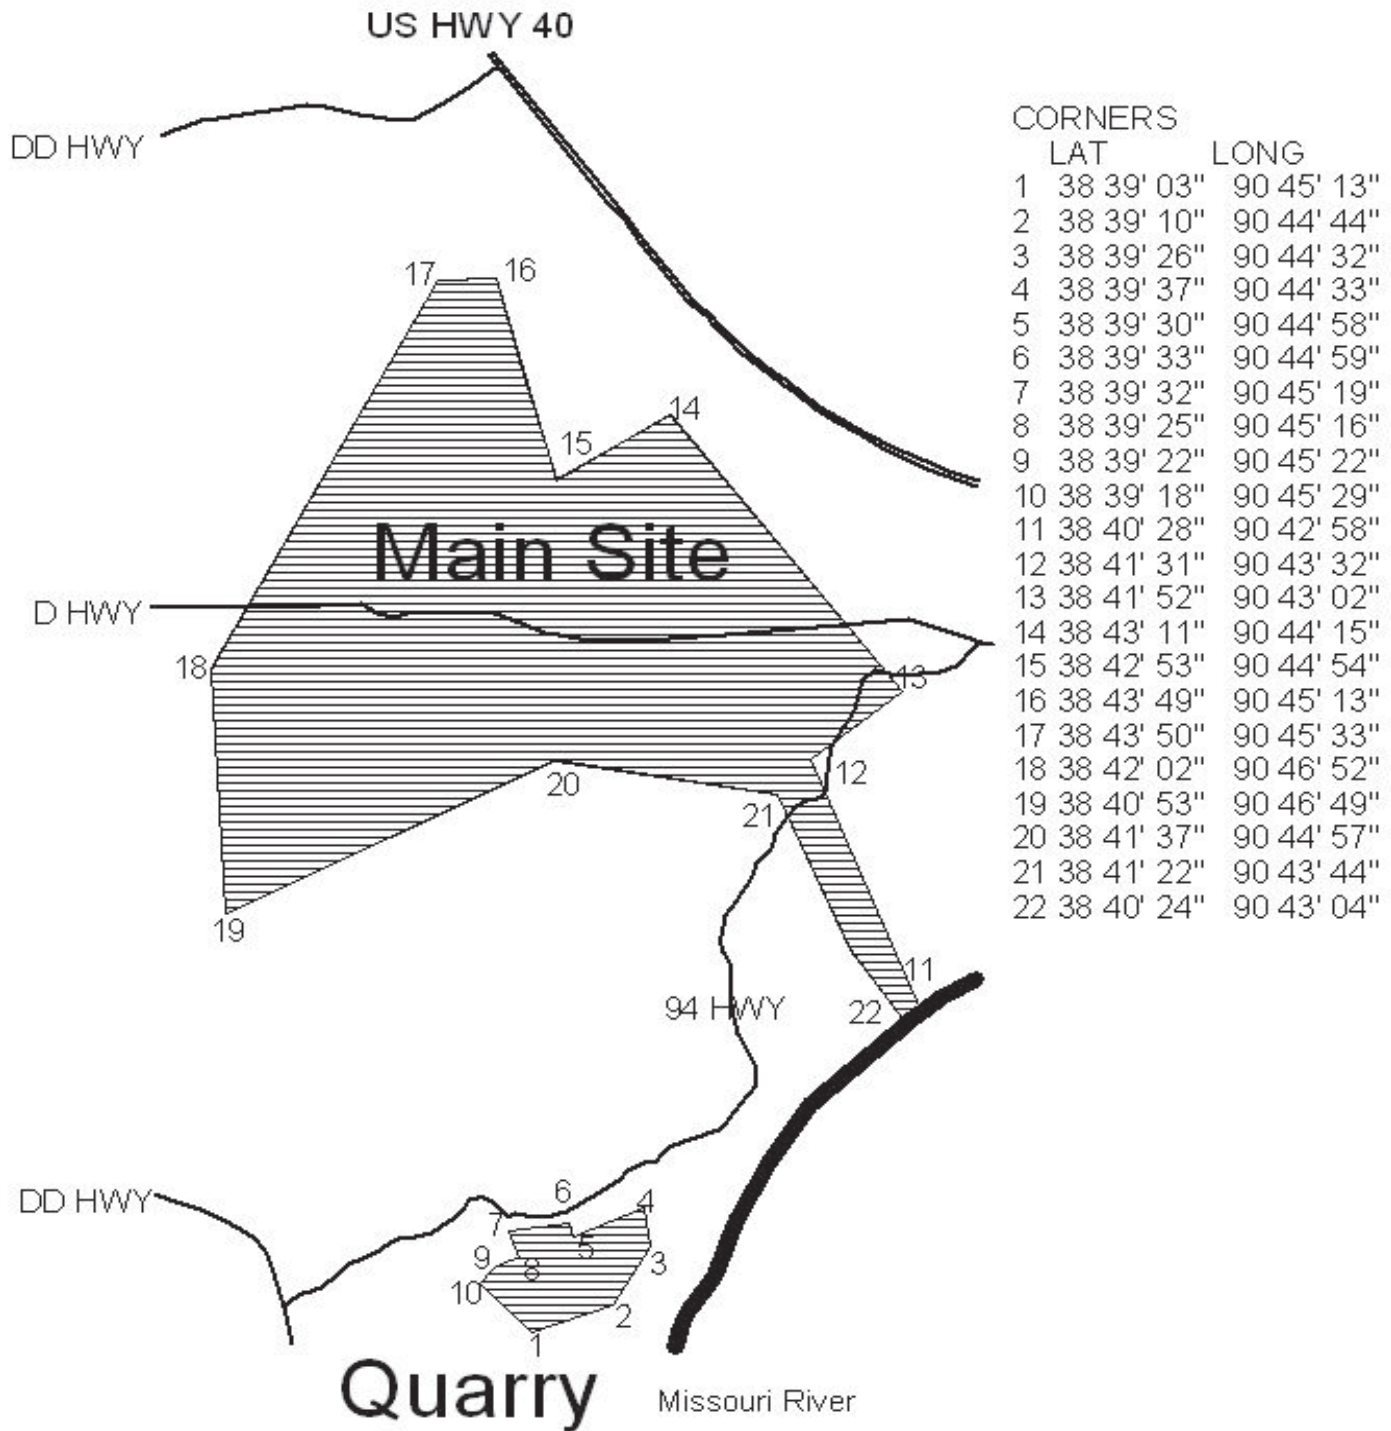 US HWY 40
DD HWY
17
16
14
15
Main Site
D HWY
18
13
12
20
21
19
11
22
94 HWY
DD HWY
6
4
7
5
9
8
3
10
2
1
Quarry
Missouri River
CORNERS
LAT LONG
1 38 39' 03" 90 45' 13"
2 38 39' 10" 90 44' 44"
3 38 39' 26" 90 44' 32"
4 38 39' 37" 90 44' 33"
5 38 39' 30" 90 44' 58"
6 38 39' 33" 90 44' 59"
7 38 39' 32" 90 45' 19"
8 38 39' 25" 90 45' 16"
9 38 39' 22" 90 45' 22"
10 38 39' 18" 90 45' 29"
11 38 40' 28" 90 42' 58"
12 38 41' 31" 90 43' 32"
13 38 41' 52" 90 43' 02"
14 38 43' 11" 90 44' 15"
15 38 42' 53" 90 44' 54"
16 38 43' 49" 90 45' 13"
17 38 43' 50" 90 45' 33"
18 38 42' 02" 90 46' 52"
19 38 40' 53" 90 46' 49"
20 38 41' 37" 90 44' 57"
21 38 41' 22" 90 43' 44"
22 38 40' 24" 90 43' 04"